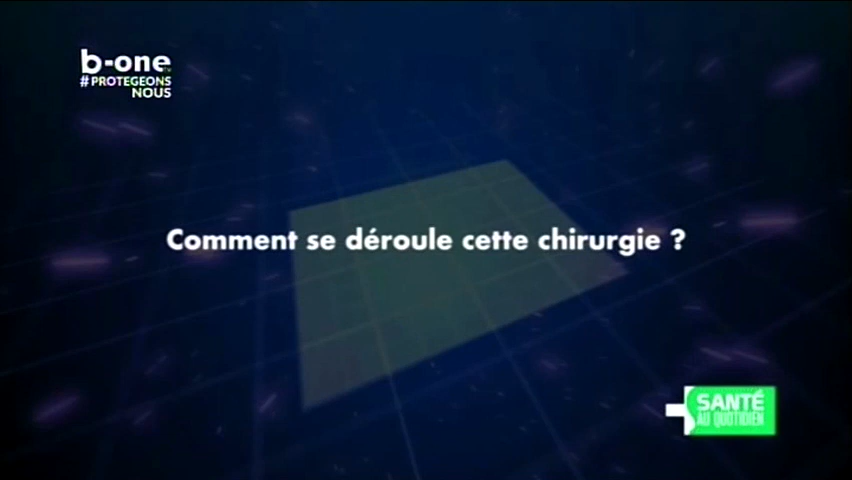 b-one
#PROTEGEONS
NOUS
Comment se déroule cette chirurgie ?
SANTÉ
AU QUOTIDIEN